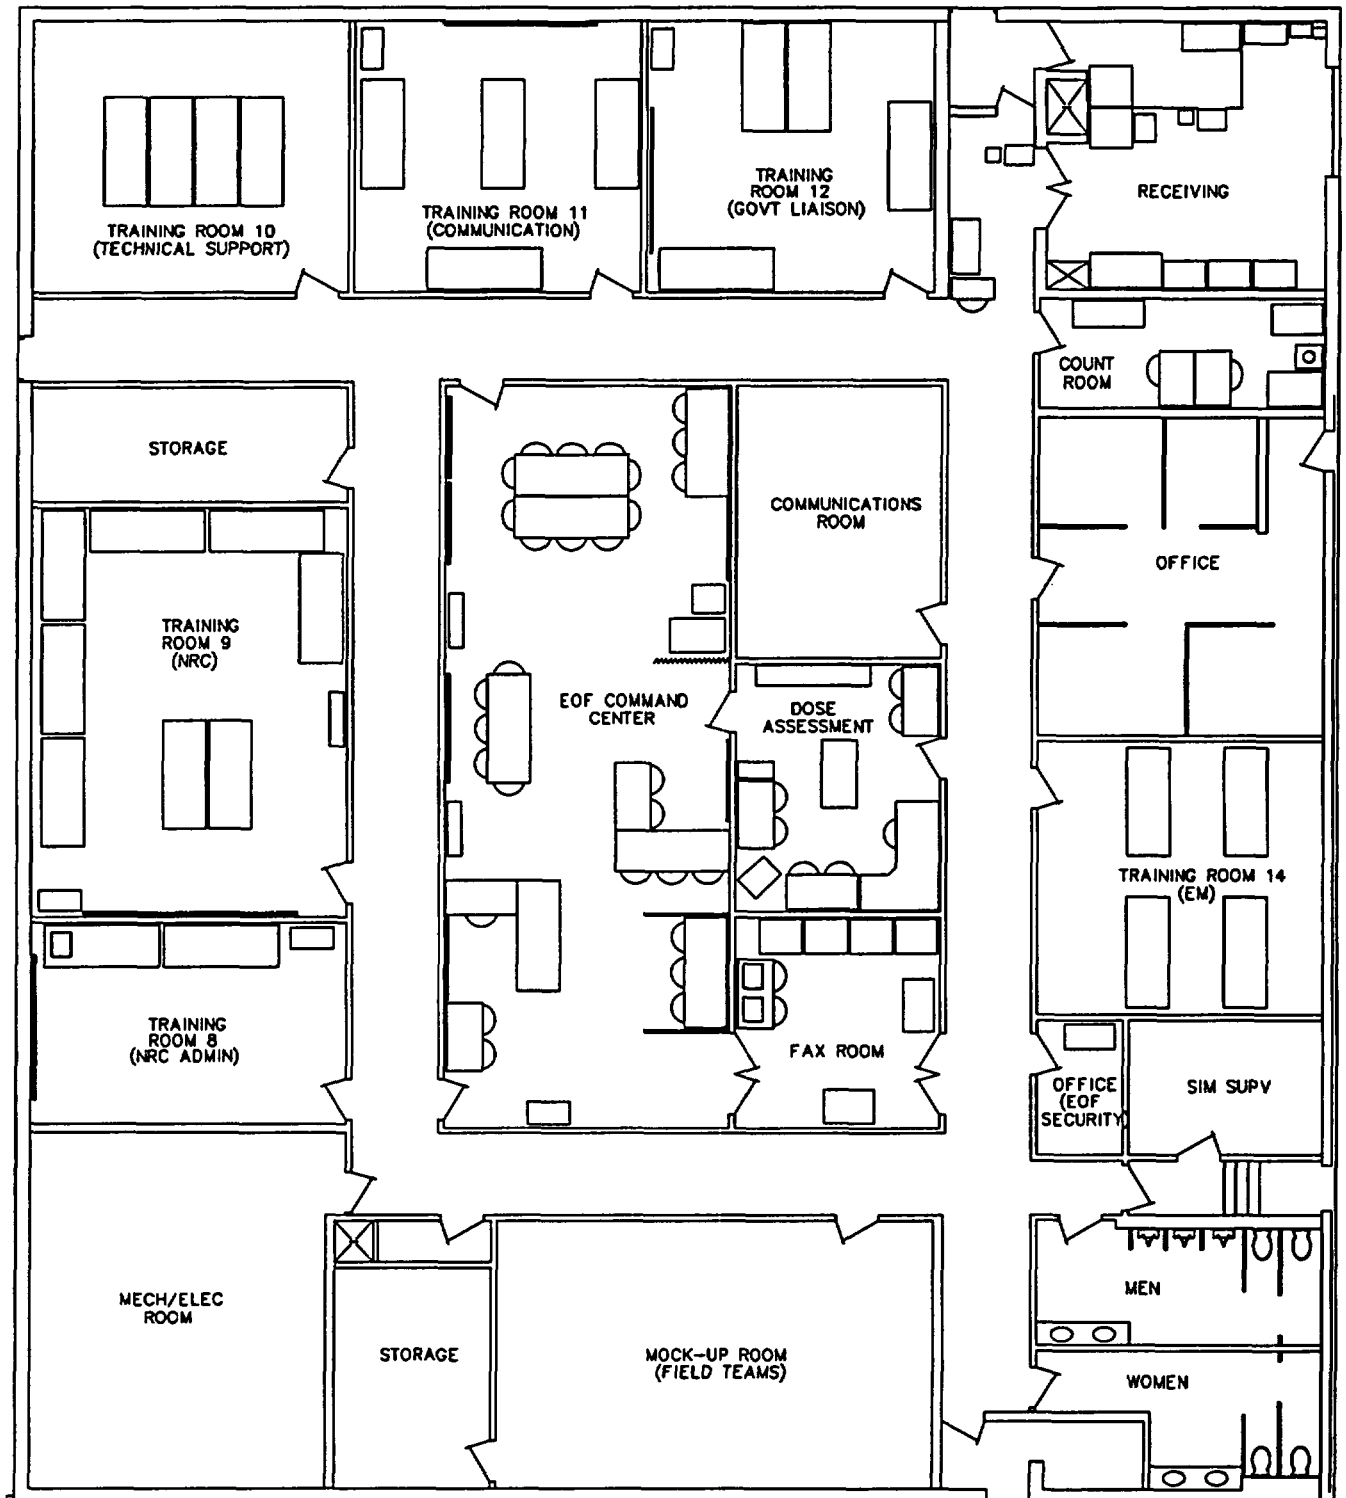 TRAINING ROOM 10
(TECHNICAL SUPPORT)
TRAINING ROOM 11
(COMMUNICATION)
TRAINING
ROOM 12
(GOVT LIAISON)
RECEIVING
COUNT
ROOM
STORAGE
COMMUNICATIONS
ROOM
OFFICE
TRAINING
ROOM 9
(NRC)
EOF COMMAND
CENTER
DOSE
ASSESSMENT
TRAINING ROOM 14
(EM)
TRAINING
ROOM 8
(NRC ADMIN)
FAX ROOM
OFFICE
(EOF
SECURITY)
SIM SUPV
MECH/ELEC
ROOM
STORAGE
MOCK-UP ROOM
(FIELD TEAMS)
MEN
WOMEN